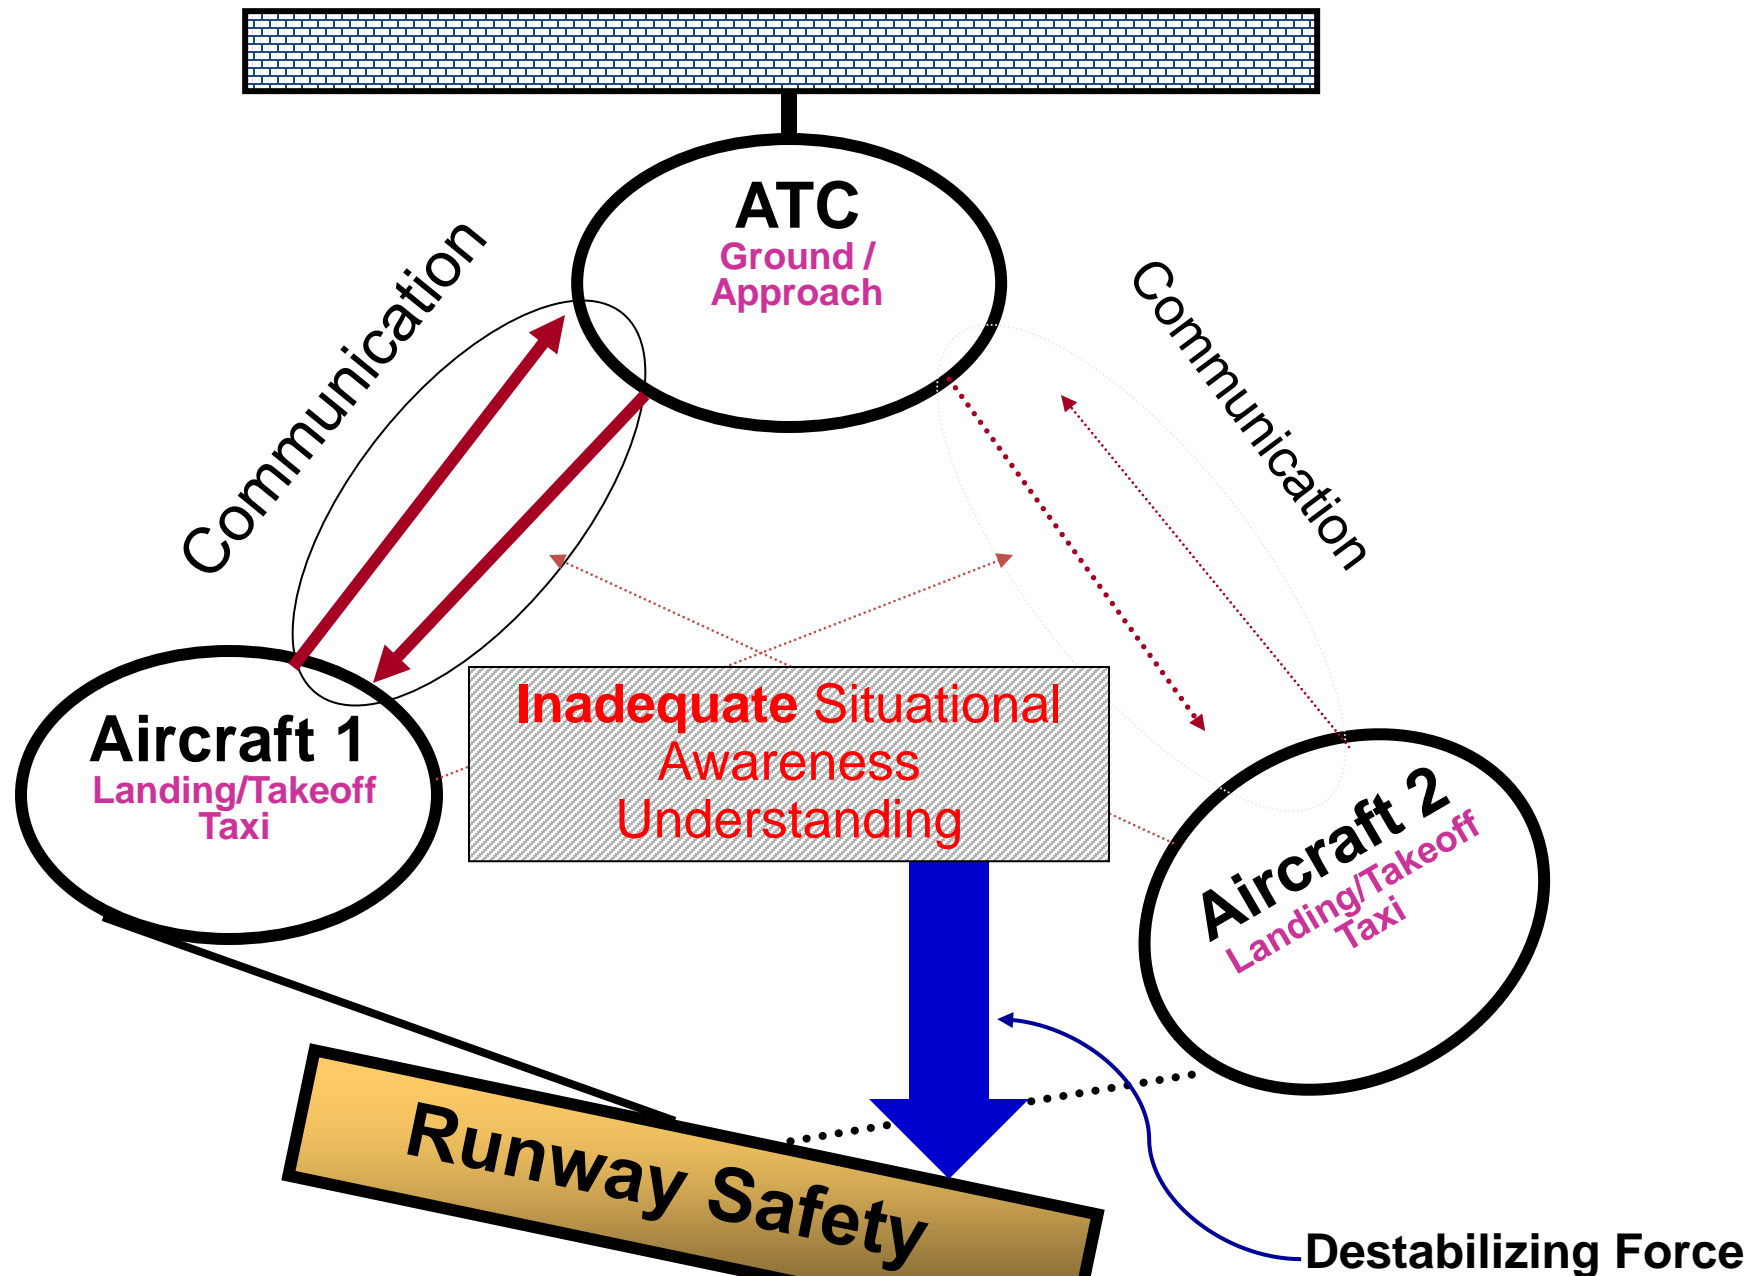 ATC
Ground /
Approach
Communication
Communication
Inadequate Situational
Awareness
Understanding
Aircraft 1
Landing/Takeoff
Taxi
Aircraft 2
Landing/Takeoff
Taxi
Runway Safety
Destabilizing Force